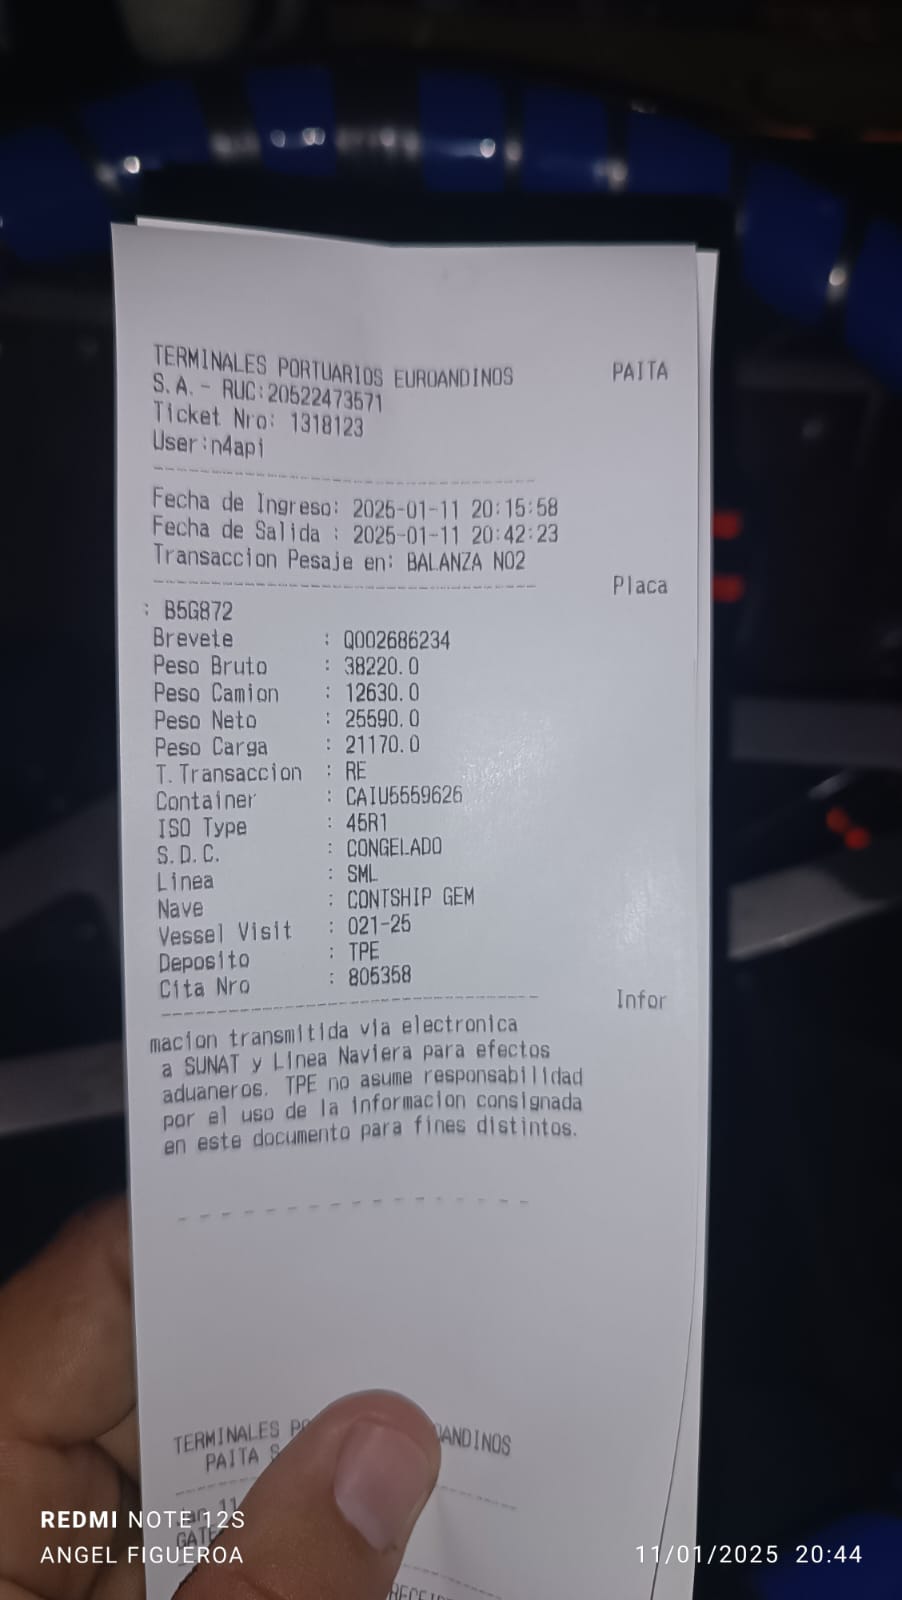 TERMINALES PORTUARIOS EUROANDINOS PAITA
S.A. - RUC:20522473571
Ticket Nro: 1318123
User:n4api
Fecha de Ingreso: 2025-01-11 20:15:58
Fecha de Salida : 2025-01-11 20:42:23
Transaccion Pesaje en: BALANZA NO2
Placa
: B5G872
Brevete : Q002686234
Peso Bruto : 38220.0
Peso Camion : 12630.0
Peso Neto : 25590.0
Peso Carga : 21170.0
T.Transaccion : RE
Container : CAIU5559626
ISO Type : 45R1
S.D.C. : CONGELADO
Linea : SML
Nave : CONTSHIP GEM
Vessel Visit : 021-25
Deposito : TPE
Cita Nro : 805358
Infor
macion transmitida via electronica
a SUNAT y Linea Naviera para efectos
aduaneros. TPE no asume responsabilidad
por el uso de la informacion consignada
en este documento para fines distintos.
TERMINALES
PAITA
11
REDMI NOTE 12S
ANGEL FIGUEROA
11/01/2025 20:44